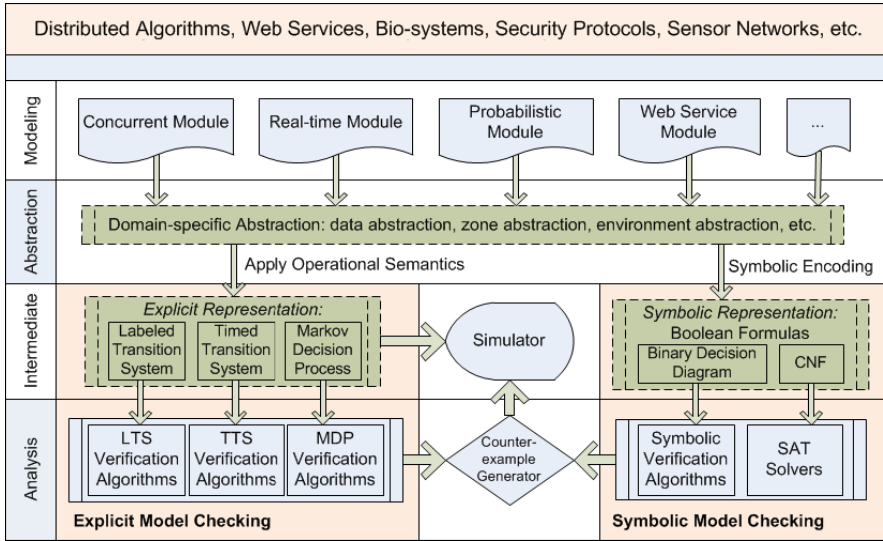 Distributed Algorithms, Web Services, Bio-systems, Security Protocols, Sensor Networks, etc.
Modeling
Concurrent Module
Real-time Module
Probabilistic
Module
Web Service
Module
...
Abstraction
Domain-specific Abstraction: data abstraction, zone abstraction, environment abstraction, etc.
Apply Operational Semantics
Symbolic Encoding
Intermediate
Explicit Representation:
Labeled
Transition
System
Timed
Transition
System
Markov
Decision
Process
Simulator
Symbolic Representation:
Boolean Formulas
Binary Decision
Diagram
CNF
Analysis
LTS
Verification
Algorithms
TTS
Verification
Algorithms
MDP
Verification
Algorithms
Counter-
example
Generator
Symbolic
Verification
Algorithms
SAT
Solvers
Explicit Model Checking
Symbolic Model Checking